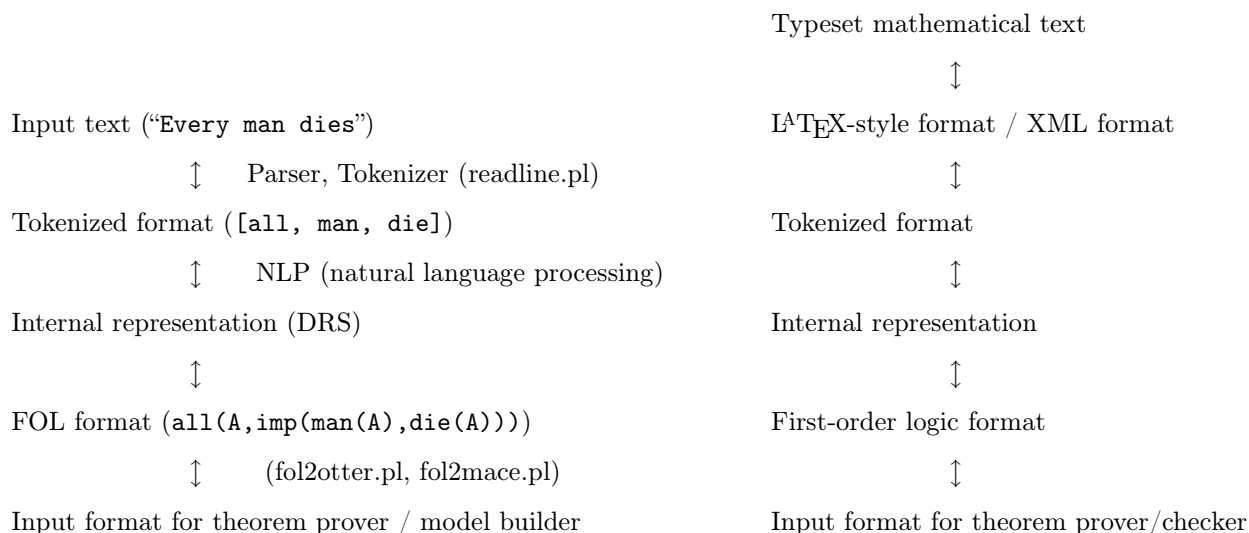 Typeset mathematical text
↕
Input text (“Every man dies”) LATEX-style format / XML format
↕ Parser, Tokenizer (readline.pl) ↕
Tokenized format ([all, man, die]) Tokenized format
↕ NLP (natural language processing) ↕
Internal representation (DRS) Internal representation
↕ ↕
FOL format (all(A,imp(man(A),die(A)))) First-order logic format
↕ (fol2otter.pl, fol2mace.pl) ↕
Input format for theorem prover / model builder Input format for theorem prover/checker